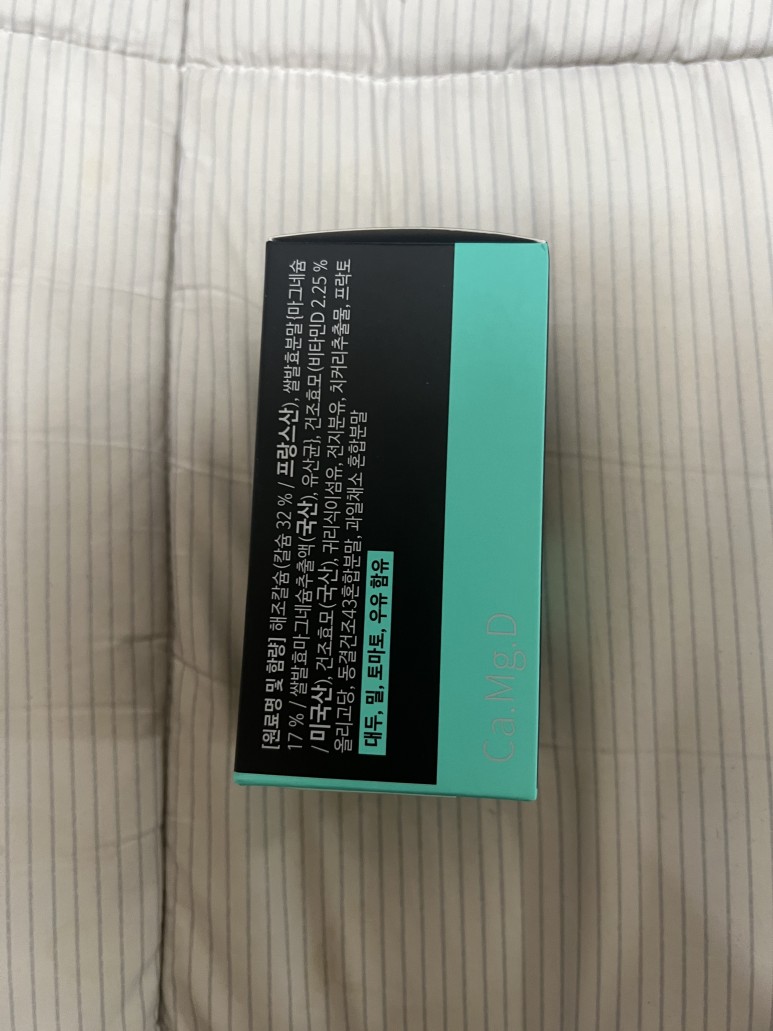 [원료명 및 함량] 해조칼슘(칼슘 32 % / 프랑스산), 쌀발효분말{마그네슘
17 % / 쌀발효마그네슘추출액(국산), 유산균}, 건조효모(비타민D 2.25 %
/ 미국산), 건조효모(국산), 귀리식이섬유, 전지분유, 치커리추출물, 프락토
올리고당, 동결건조43혼합분말, 과일채소 혼합분말
대두, 밀, 토마토, 우유 함유
Ca.Mg.D